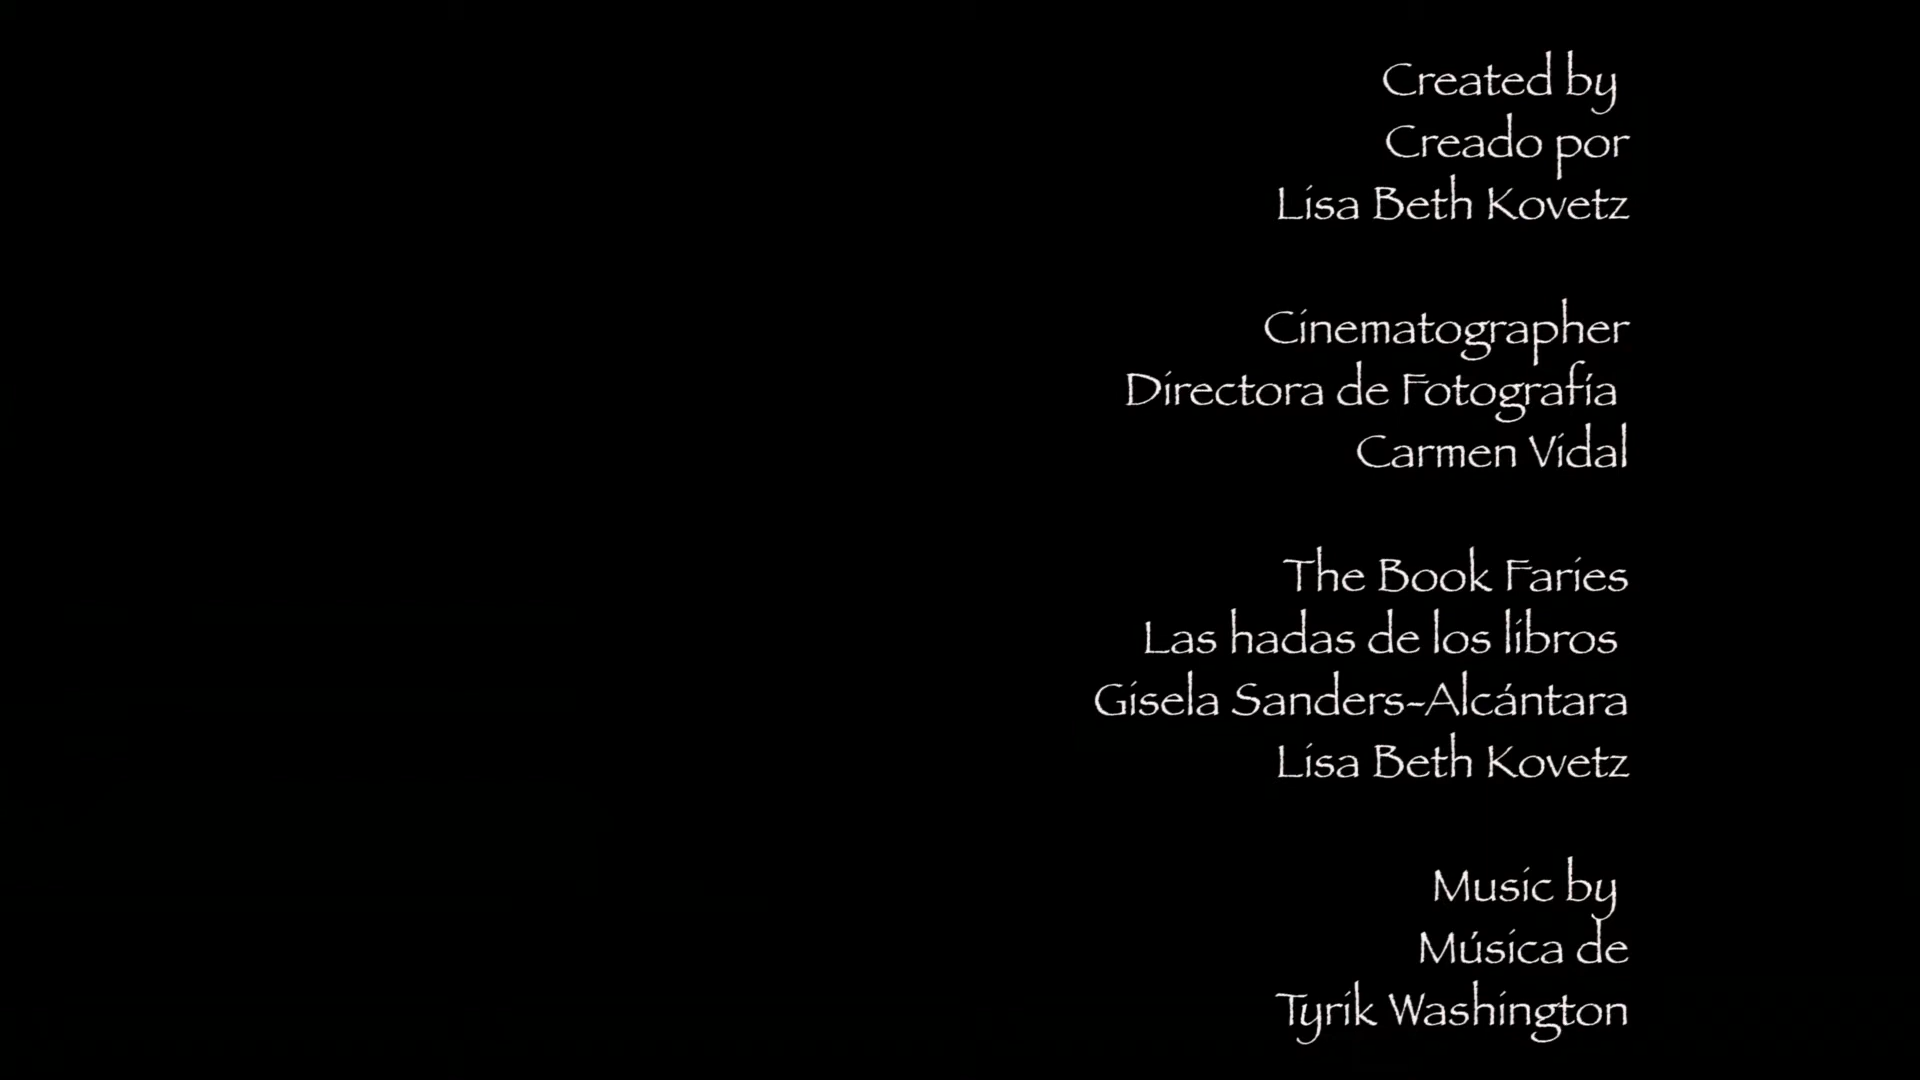 Created by
Creado por
Lisa Beth Kovetz
Cinematographer
Directora de Fotografía
Carmen Vidal
The Book Faries
Las hadas de los libros
Gisela Sanders-Alcántara
Lisa Beth Kovetz
Music by
Música de
Tyrik Washington